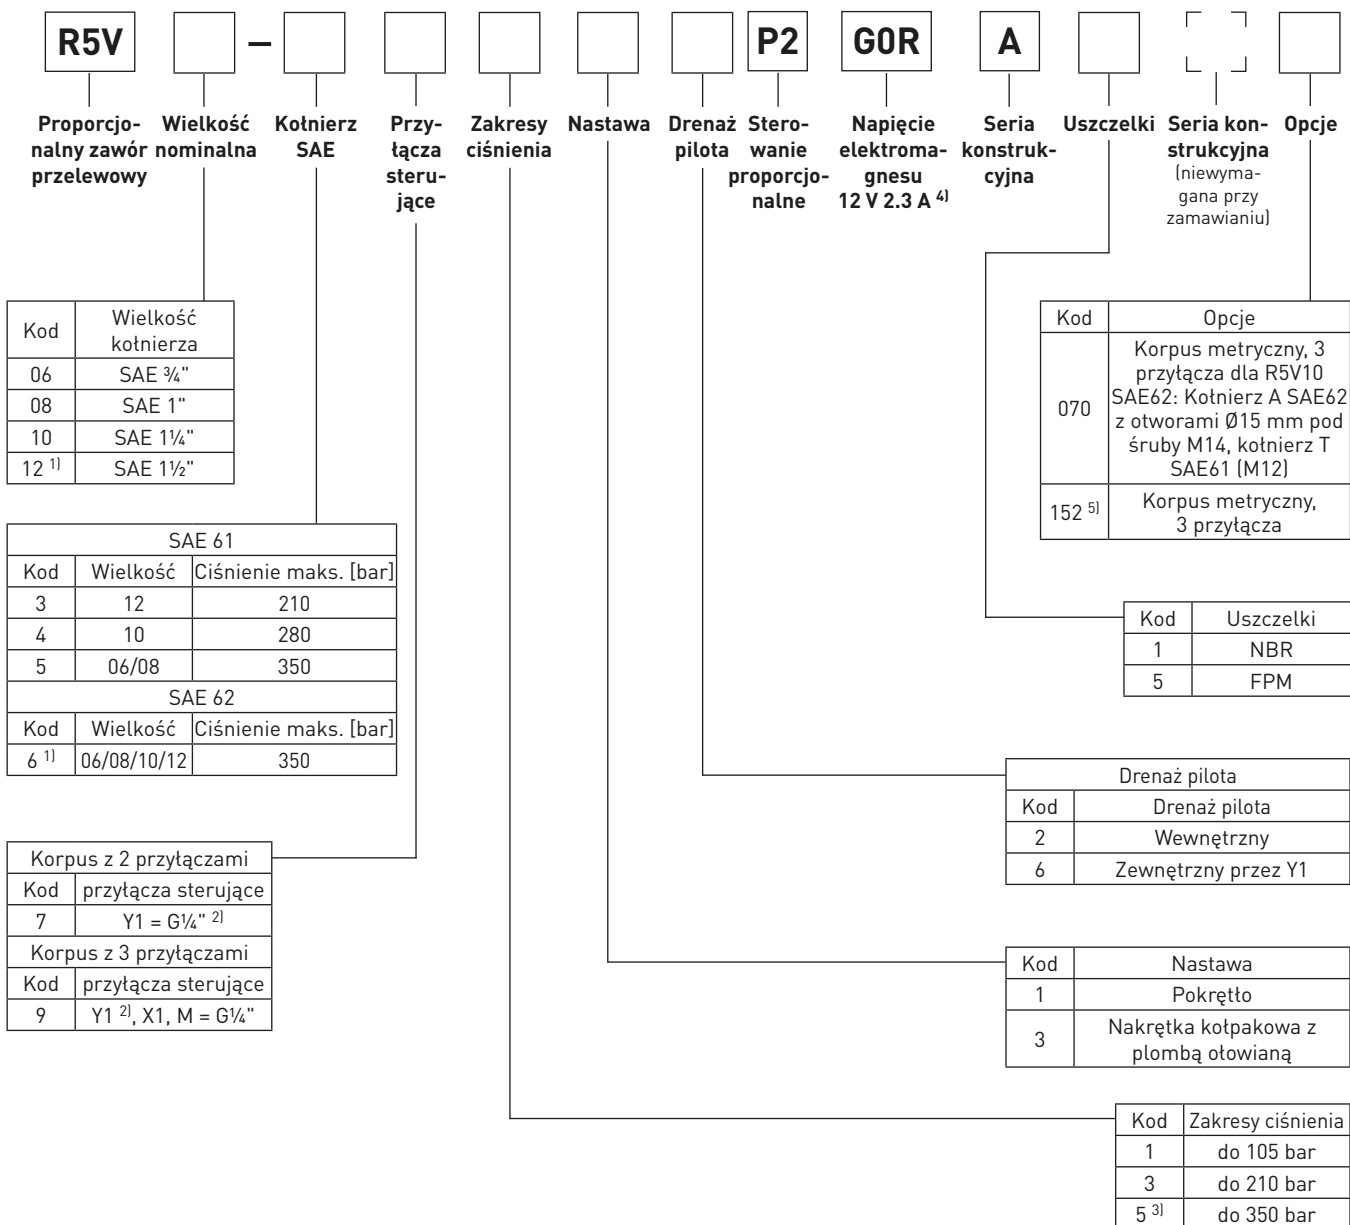 R5V – P2 G0R A
Proporcjo-
nalny zawór
przelewowy
Wielkość
nominalna
Kołnierz
SAE
Przy-
łącza
steru-
jące
Zakresy
ciśnienia
Nastawa
Drenaż
pilota
Stero-
wanie
proporcjo-
nalne
Napięcie
elektroma-
gnesu
12 V 2.3 A 4)
Seria
konstruk-
cyjna
Uszczelki
Seria kon-
strukcyjna
(niewyma-
gana przy
zamawianiu)
Opcje
Kod Wielkość
kołnierza
06 SAE ¾"
08 SAE 1"
10 SAE 1¼"
12 1) SAE 1½"
SAE 61
Kod Wielkość Ciśnienie maks. [bar]
3 12 210
4 10 280
5 06/08 350
SAE 62
Kod Wielkość Ciśnienie maks. [bar]
6 1) 06/08/10/12 350
Korpus z 2 przyłączami
Kod przyłącza sterujące
7 Y1 = G¼" 2)
Korpus z 3 przyłączami
Kod przyłącza sterujące
9 Y1 2), X1, M = G¼"
Kod Opcje
070 Korpus metryczny, 3
przyłącza dla R5V10
SAE62: Kołnierz A SAE62
z otworami Ø15 mm pod
śruby M14, kołnierz T
SAE61 (M12)
152 5) Korpus metryczny,
3 przyłącza
Kod Uszczelki
1 NBR
5 FPM
Drenaż pilota
Kod Drenaż pilota
2 Wewnętrzny
6 Zewnętrzny przez Y1
Kod Nastawa
1 Pokrętło
3 Nakrętka kołpakowa z
plombą ołowianą
Kod Zakresy ciśnienia
1 do 105 bar
3 do 210 bar
5 3) do 350 bar